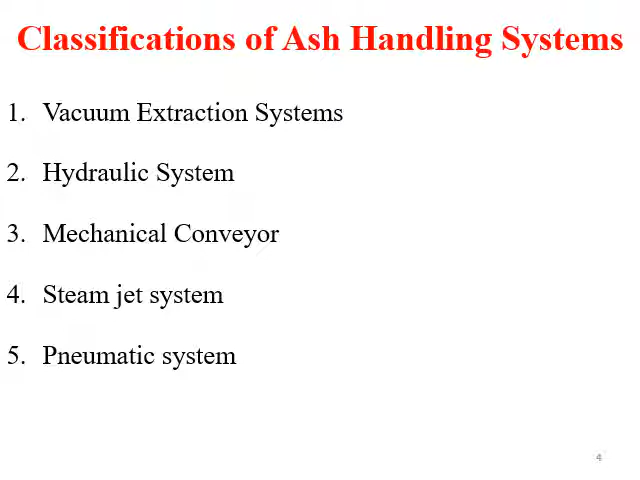 Classifications of Ash Handling Systems
1. Vacuum Extraction Systems
2. Hydraulic System
3. Mechanical Conveyor
4. Steam jet system
5. Pneumatic system
4